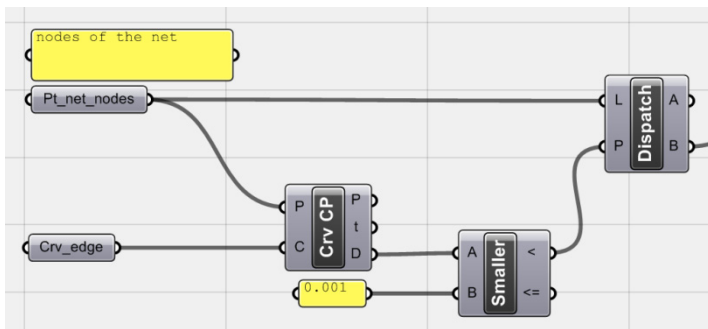 nodes of the net
Pt_net_nodes
L
A
Dispatch
P
B
P
P
Crv CP
t
C
D
Crv_edge
A
<
Smaller
B
<=
0.001